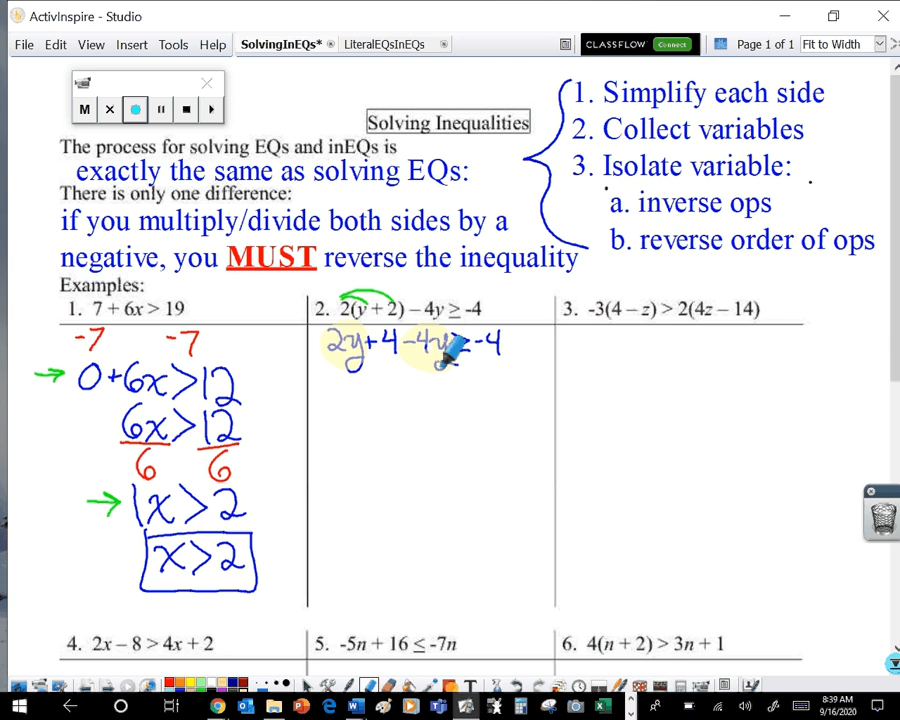 ActivInspire - Studio
File Edit View Insert Tools Help SolvingInEQs* LiteralEQsInEQs CLASSFLOW Connect Page 1 of 1 Fit to Width
M
Solving Inequalities
The process for solving EQs and inEQs is
exactly the same as solving EQs:
There is only one difference:
if you multiply/divide both sides by a
negative, you MUST reverse the inequality
1. Simplify each side
2. Collect variables
3. Isolate variable:
a. inverse ops
b. reverse order of ops
Examples:
1. 7 + 6x > 19
-7 -7
→ 0+6x>12
6x>12
6 6
→ 1x>2
x>2
2. 2(y + 2) – 4y ≥ -4
2y+4-4y≥-4
3. -3(4 – z) > 2(4z – 14)
4. 2x – 8 > 4x + 2
5. -5n + 16 ≤ -7n
6. 4(n + 2) > 3n + 1
8:39 AM
9/16/2020